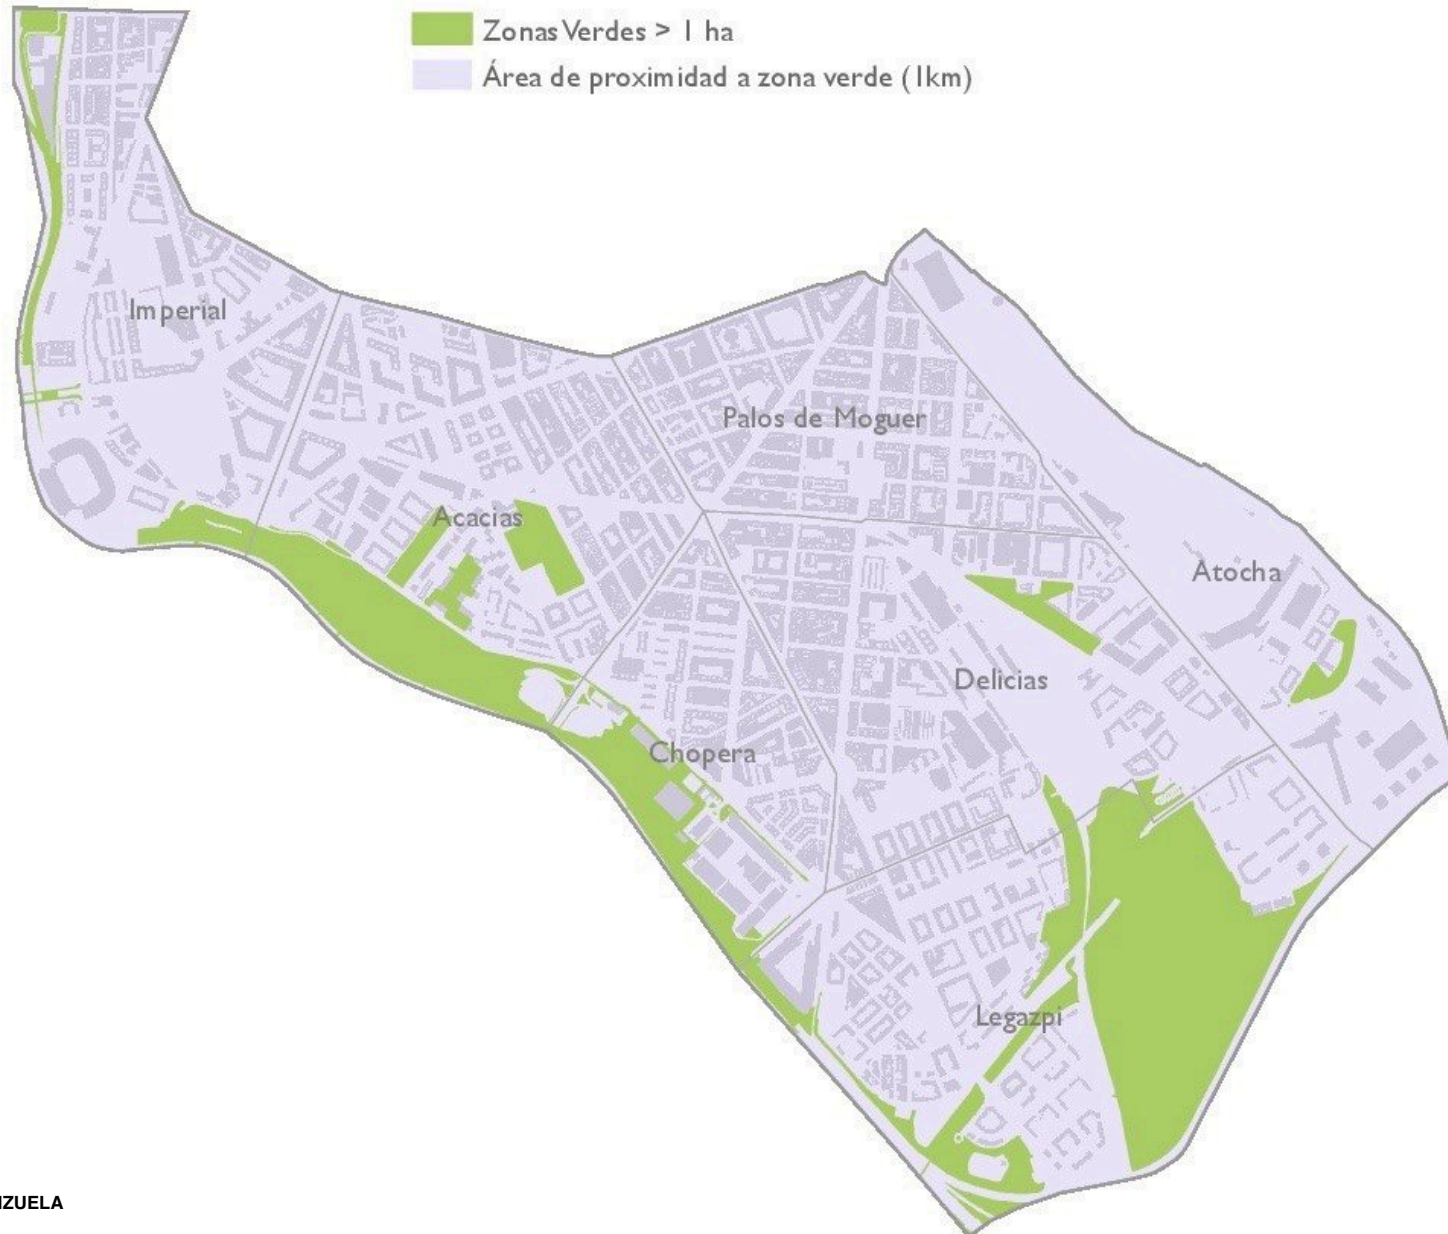 Zonas Verdes > 1 ha
Área de proximidad a zona verde (1km)
Imperial
Palos de Moguer
Acacias
Atocha
Delicias
Chopera
Legazpi